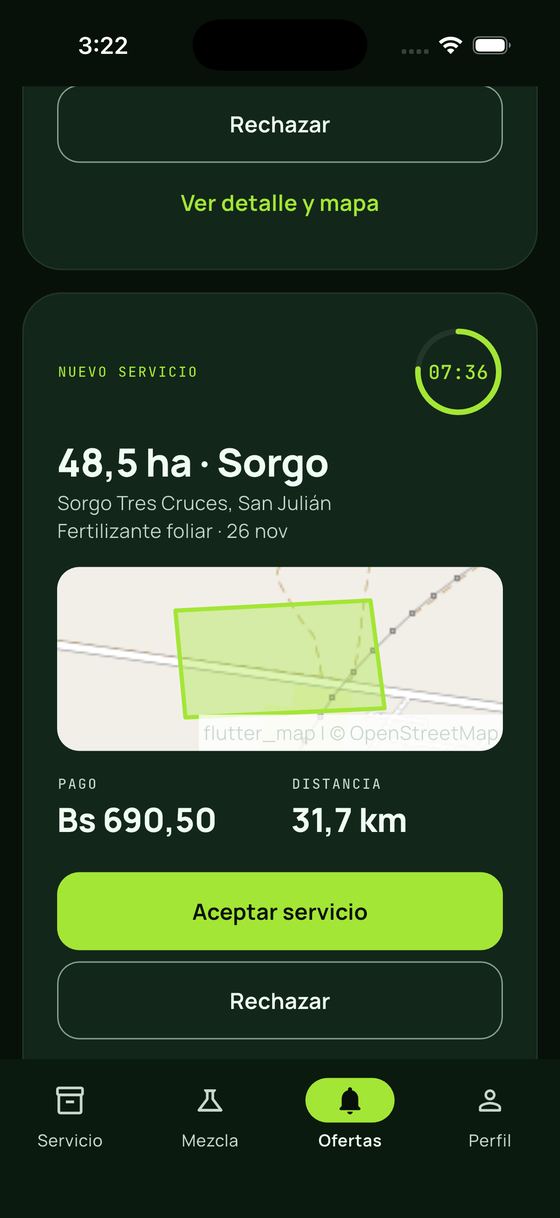 3:22
Rechazar
Ver detalle y mapa
NUEVO SERVICIO
07:36
48,5 ha · Sorgo
Sorgo Tres Cruces, San Julián
Fertilizante foliar · 26 nov
flutter_map | © OpenStreetMap
PAGO
DISTANCIA
Bs 690,50
31,7 km
Aceptar servicio
Rechazar
Servicio
Mezcla
Ofertas
Perfil